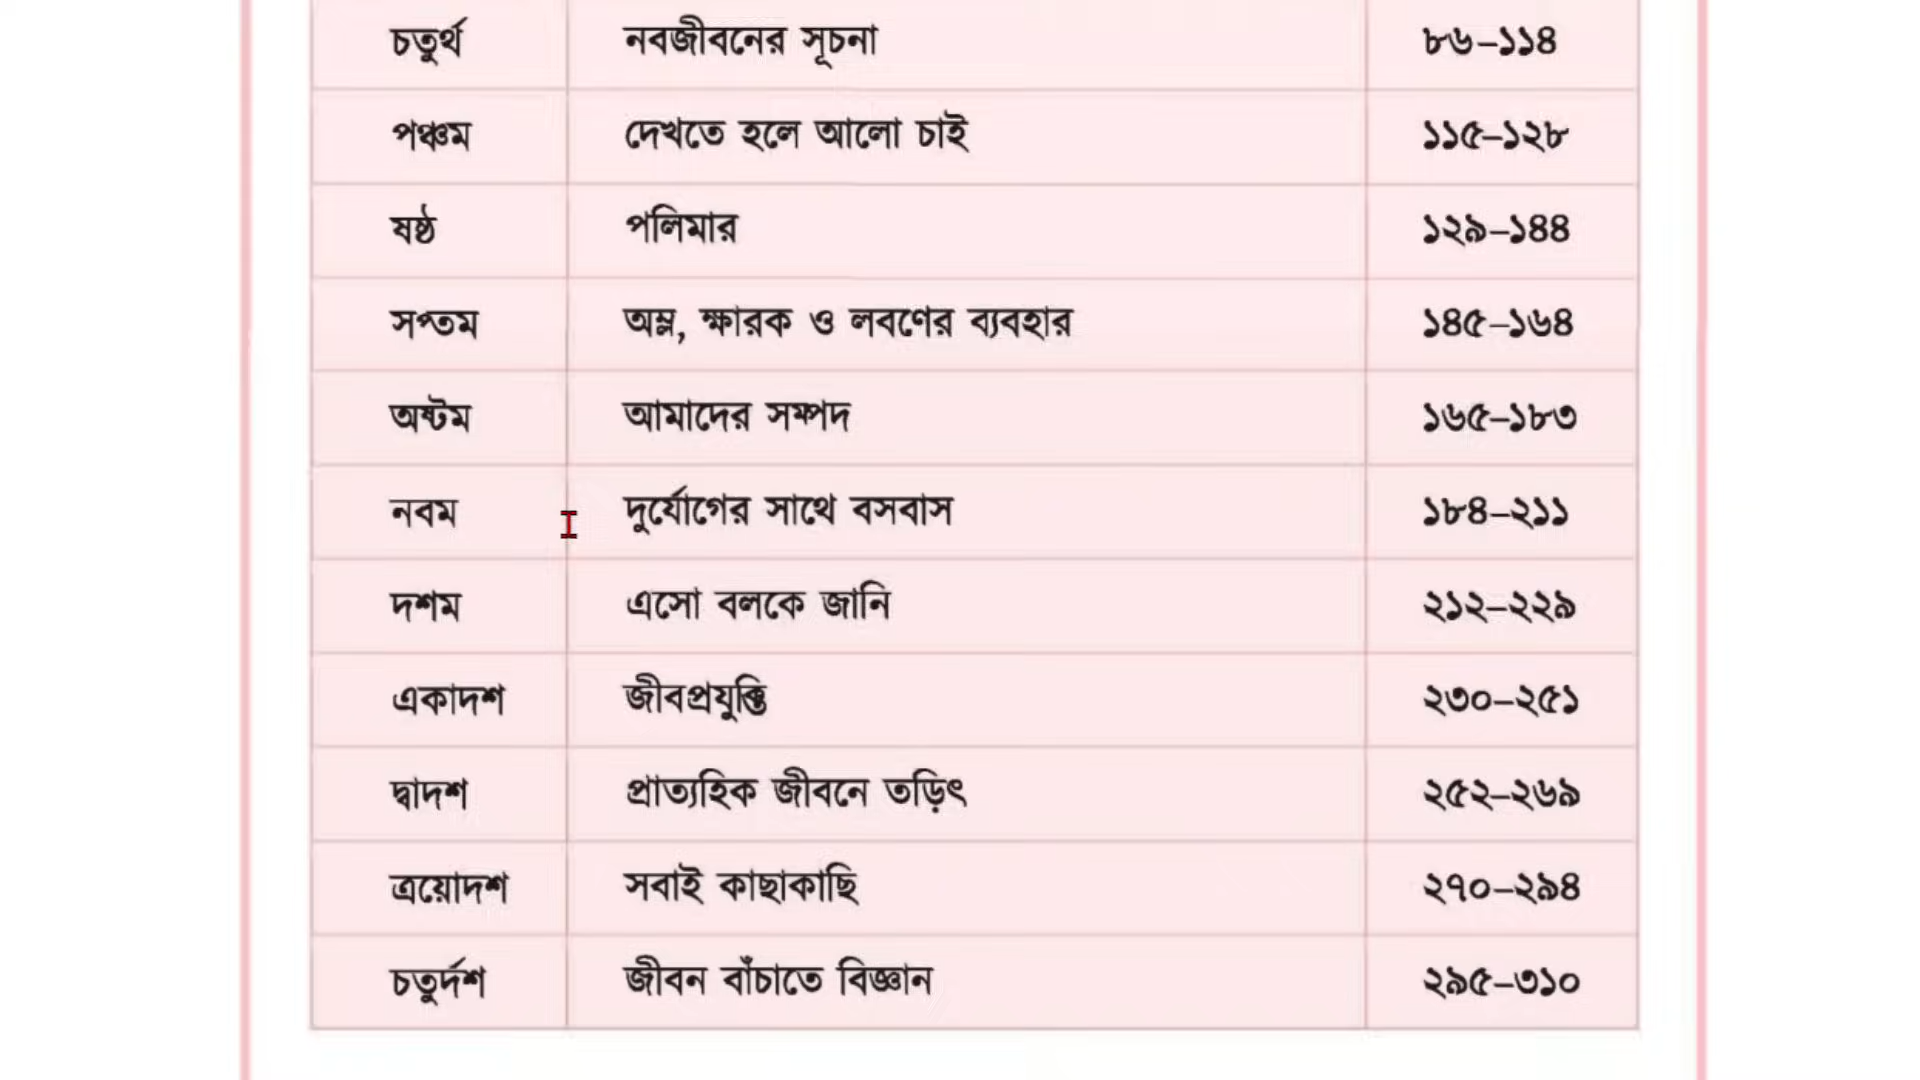 চতুর্থ নবজীবনের সূচনা ৮৬–১১৪
পঞ্চম দেখতে হলে আলো চাই ১১৫–১২৮
ষষ্ঠ পলিমার ১২৯–১৪৪
সপ্তম অম্ল, ক্ষারক ও লবণের ব্যবহার ১৪৫–১৬৪
অষ্টম আমাদের সম্পদ ১৬৫–১৮৩
নবম দুর্যোগের সাথে বসবাস ১৮৪–২১১
দশম এসো বলকে জানি ২১২–২২৯
একাদশ জীবপ্রযুক্তি ২৩০–২৫১
দ্বাদশ প্রাত্যহিক জীবনে তড়িৎ ২৫২–২৬৯
ত্রয়োদশ সবাই কাছাকাছি ২৭০–২৯৪
চতুর্দশ জীবন বাঁচাতে বিজ্ঞান ২৯৫–৩১০